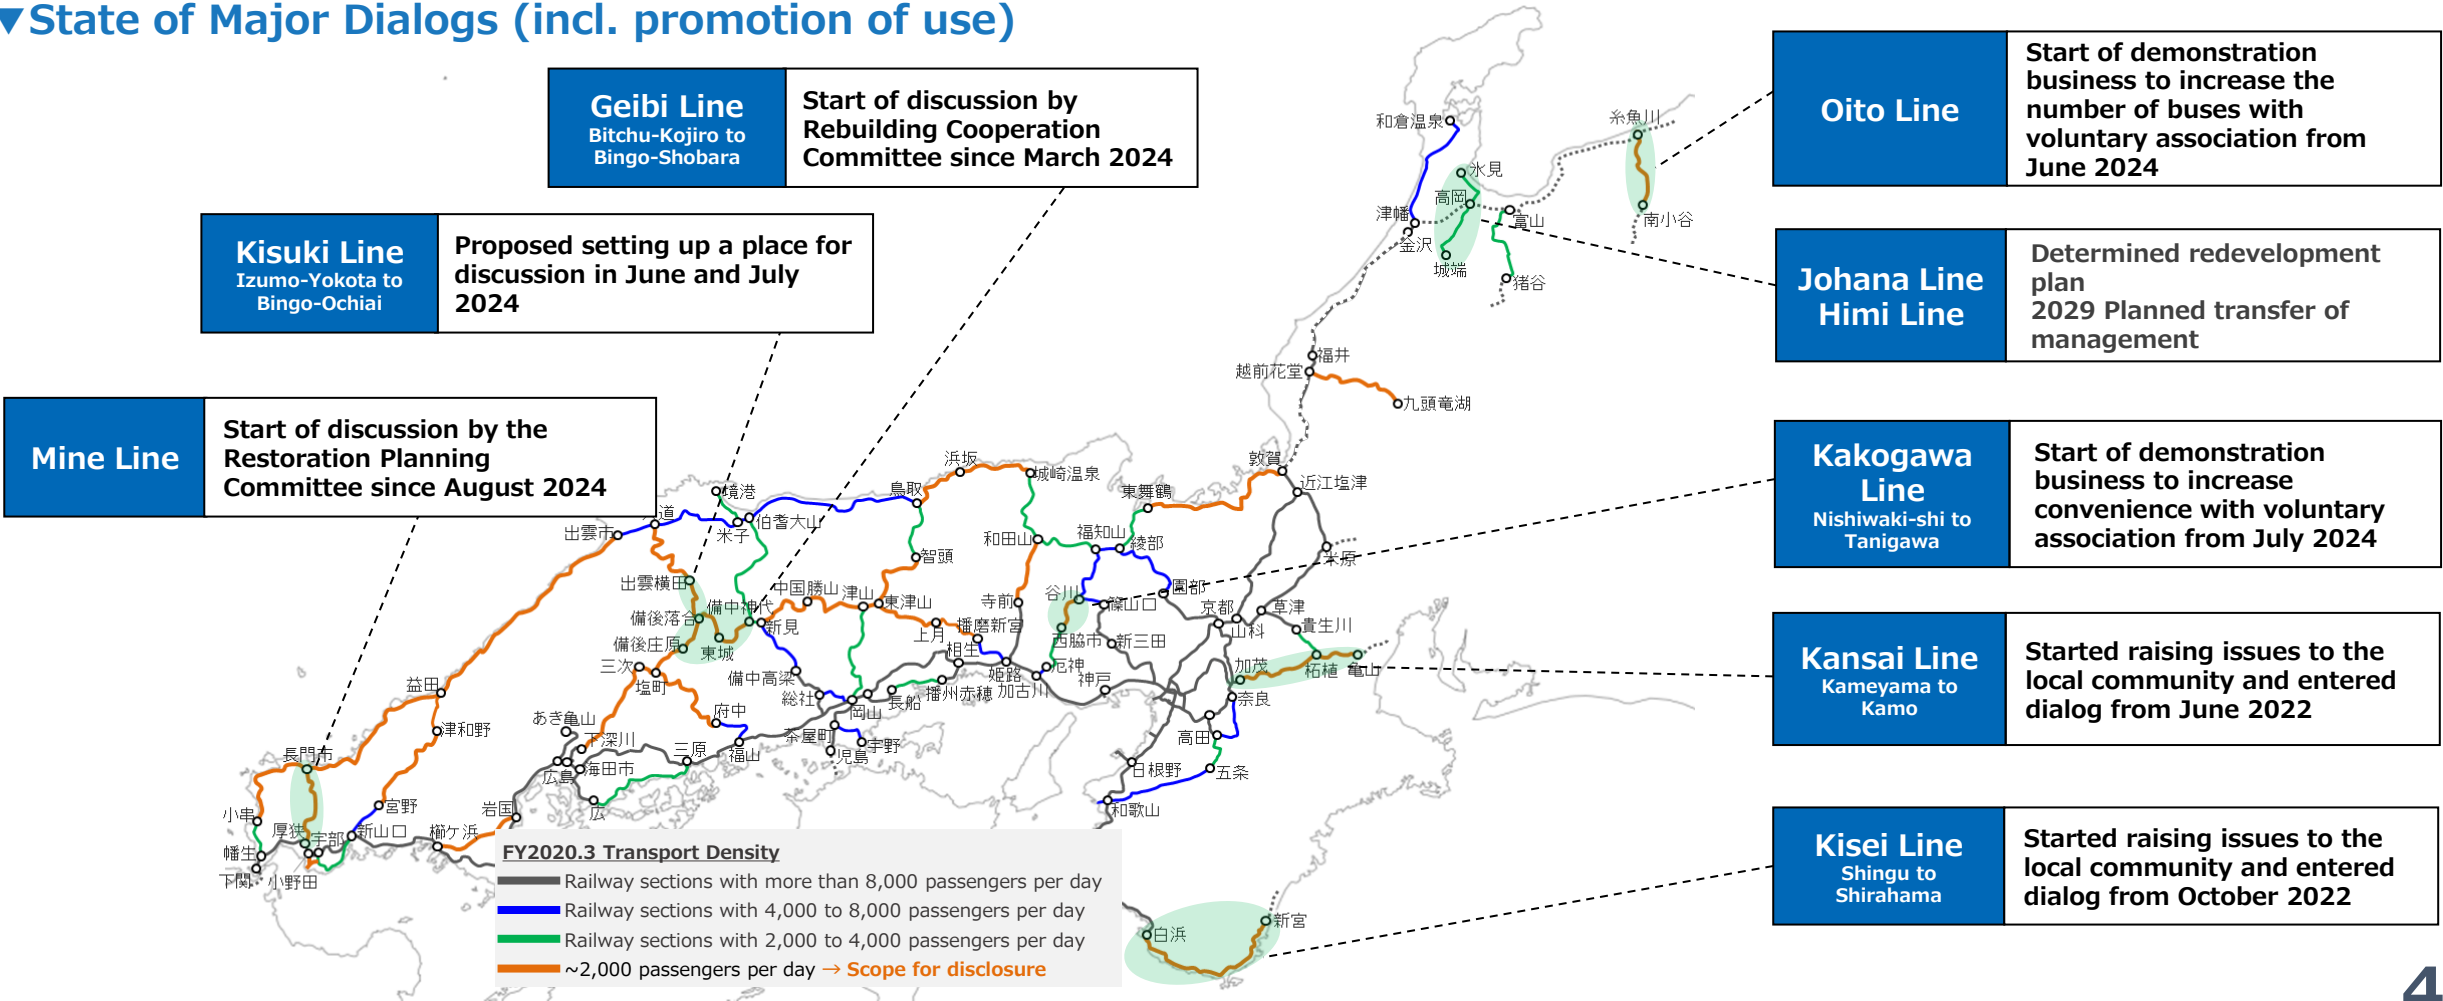 ▼State of Major Dialogs (incl. promotion of use)
Geibi Line
Bitchu-Kojiro to
Bingo-Shobara
Start of discussion by
Rebuilding Cooperation
Committee since March 2024
Kisuki Line
Izumo-Yokota to
Bingo-Ochiai
Proposed setting up a place for
discussion in June and July
2024
Mine Line
Start of discussion by the
Restoration Planning
Committee since August 2024
Oito Line
Start of demonstration
business to increase the
number of buses with
voluntary association from
June 2024
Johana Line
Himi Line
Determined redevelopment
plan
2029 Planned transfer of
management
Kakogawa
Line
Nishiwaki-shi to
Tanigawa
Start of demonstration
business to increase
convenience with voluntary
association from July 2024
Kansai Line
Kameyama to
Kamo
Started raising issues to the
local community and entered
dialog from June 2022
Kisei Line
Shingu to
Shirahama
Started raising issues to the
local community and entered
dialog from October 2022
和倉温泉
糸魚川
氷見
高岡
津幡
富山
南小谷
金沢
城端
猪谷
福井
越前花堂
九頭竜湖
浜坂
城崎温泉
敦賀
近江塩津
東舞鶴
鳥取
境港
伯耆大山
米子
道
出雲市
和田山
福知山
綾部
米原
智頭
出雲横田
中国勝山
津山
東津山
寺前
谷川
篠山口
園部
京都
草津
備後落合
備中神代
新見
上月
播磨新宮
西脇市
新三田
山科
貴生川
備後庄原
東城
相生
三次
塩町
備中高梁
姫路
厄神
加古川
神戸
加茂
柘植
亀山
益田
総社
長船
播州赤穂
奈良
岡山
府中
あき亀山
津和野
下深川
三原
福山
茶屋町
宇野
児島
高田
五条
日根野
長門市
広島
海田市
広
和歌山
小串
宮野
岩国
厚狭
宇部
新山口
櫛ケ浜
幡生
下関
小野田
白浜
新宮
FY2020.3 Transport Density
Railway sections with more than 8,000 passengers per day
Railway sections with 4,000 to 8,000 passengers per day
Railway sections with 2,000 to 4,000 passengers per day
~2,000 passengers per day → Scope for disclosure
4